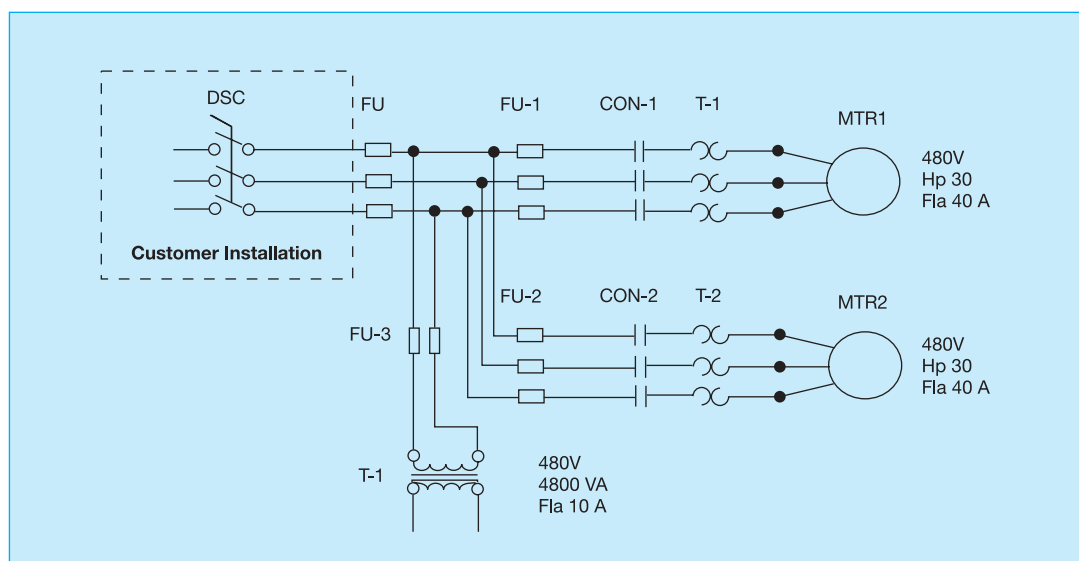 DSC
FU
FU-1
CON-1
T-1
MTR1
480V
Hp 30
Fla 40 A
Customer Installation
FU-2
CON-2
T-2
MTR2
480V
Hp 30
Fla 40 A
FU-3
T-1
480V
4800 VA
Fla 10 A